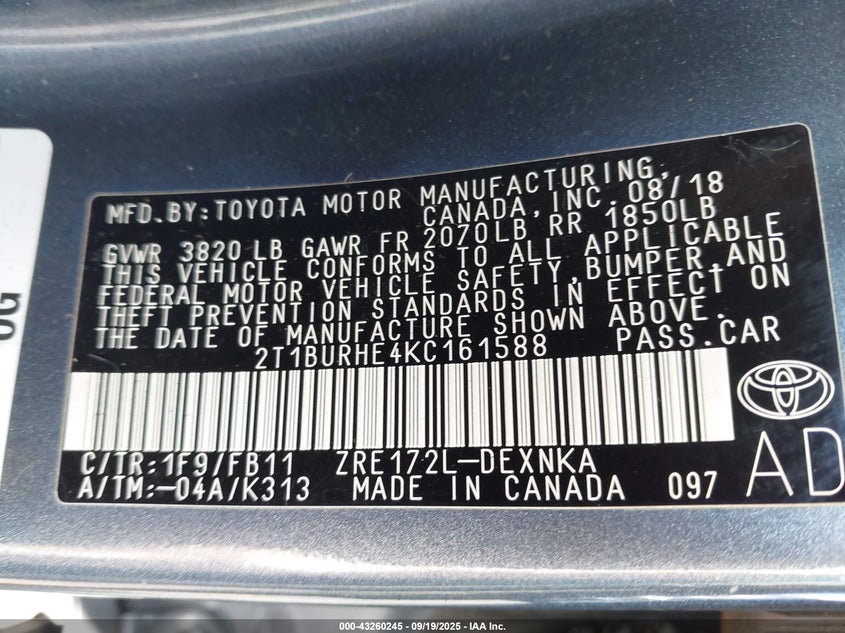 MFD.BY:TOYOTA MOTOR MANUFACTURING,
CANADA, INC. 08/18
GVWR 3820 LB GAWR FR 2070LB RR 1850LB
THIS VEHICLE CONFORMS TO ALL APPLICABLE
FEDERAL MOTOR VEHICLE SAFETY, BUMPER AND
THEFT PREVENTION STANDARDS IN EFFECT ON
THE DATE OF MANUFACTURE SHOWN ABOVE.
2T1BURHE4KC161588 PASS.CAR
C/TR:1F9/FB11 ZRE172L-DEXNKA
A/TM:-04A/K313 MADE IN CANADA 097
AD
000-43260245 - 09/19/2025 - IAA Inc.